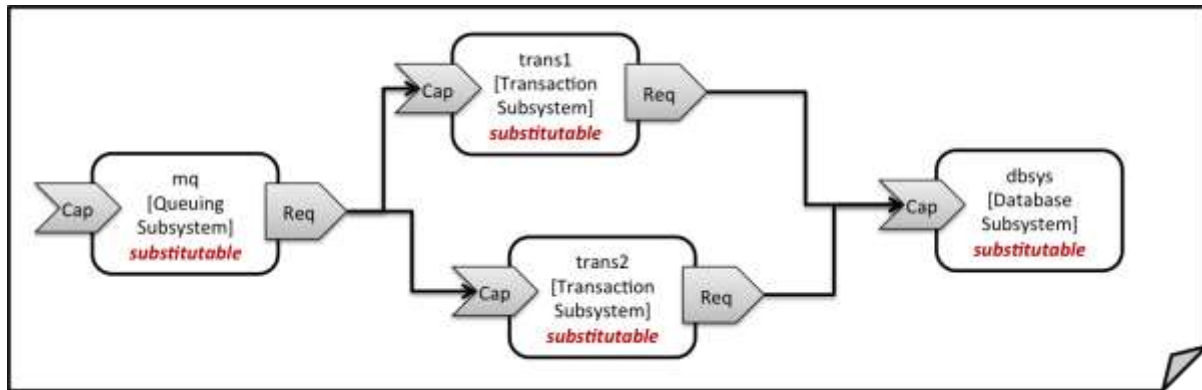 Cap
mq
[Queuing
Subsystem]
substitutable
Req
Cap
trans1
[Transaction
Subsystem]
substitutable
Req
Cap
trans2
[Transaction
Subsystem]
substitutable
Req
Cap
dbsys
[Database
Subsystem]
substitutable